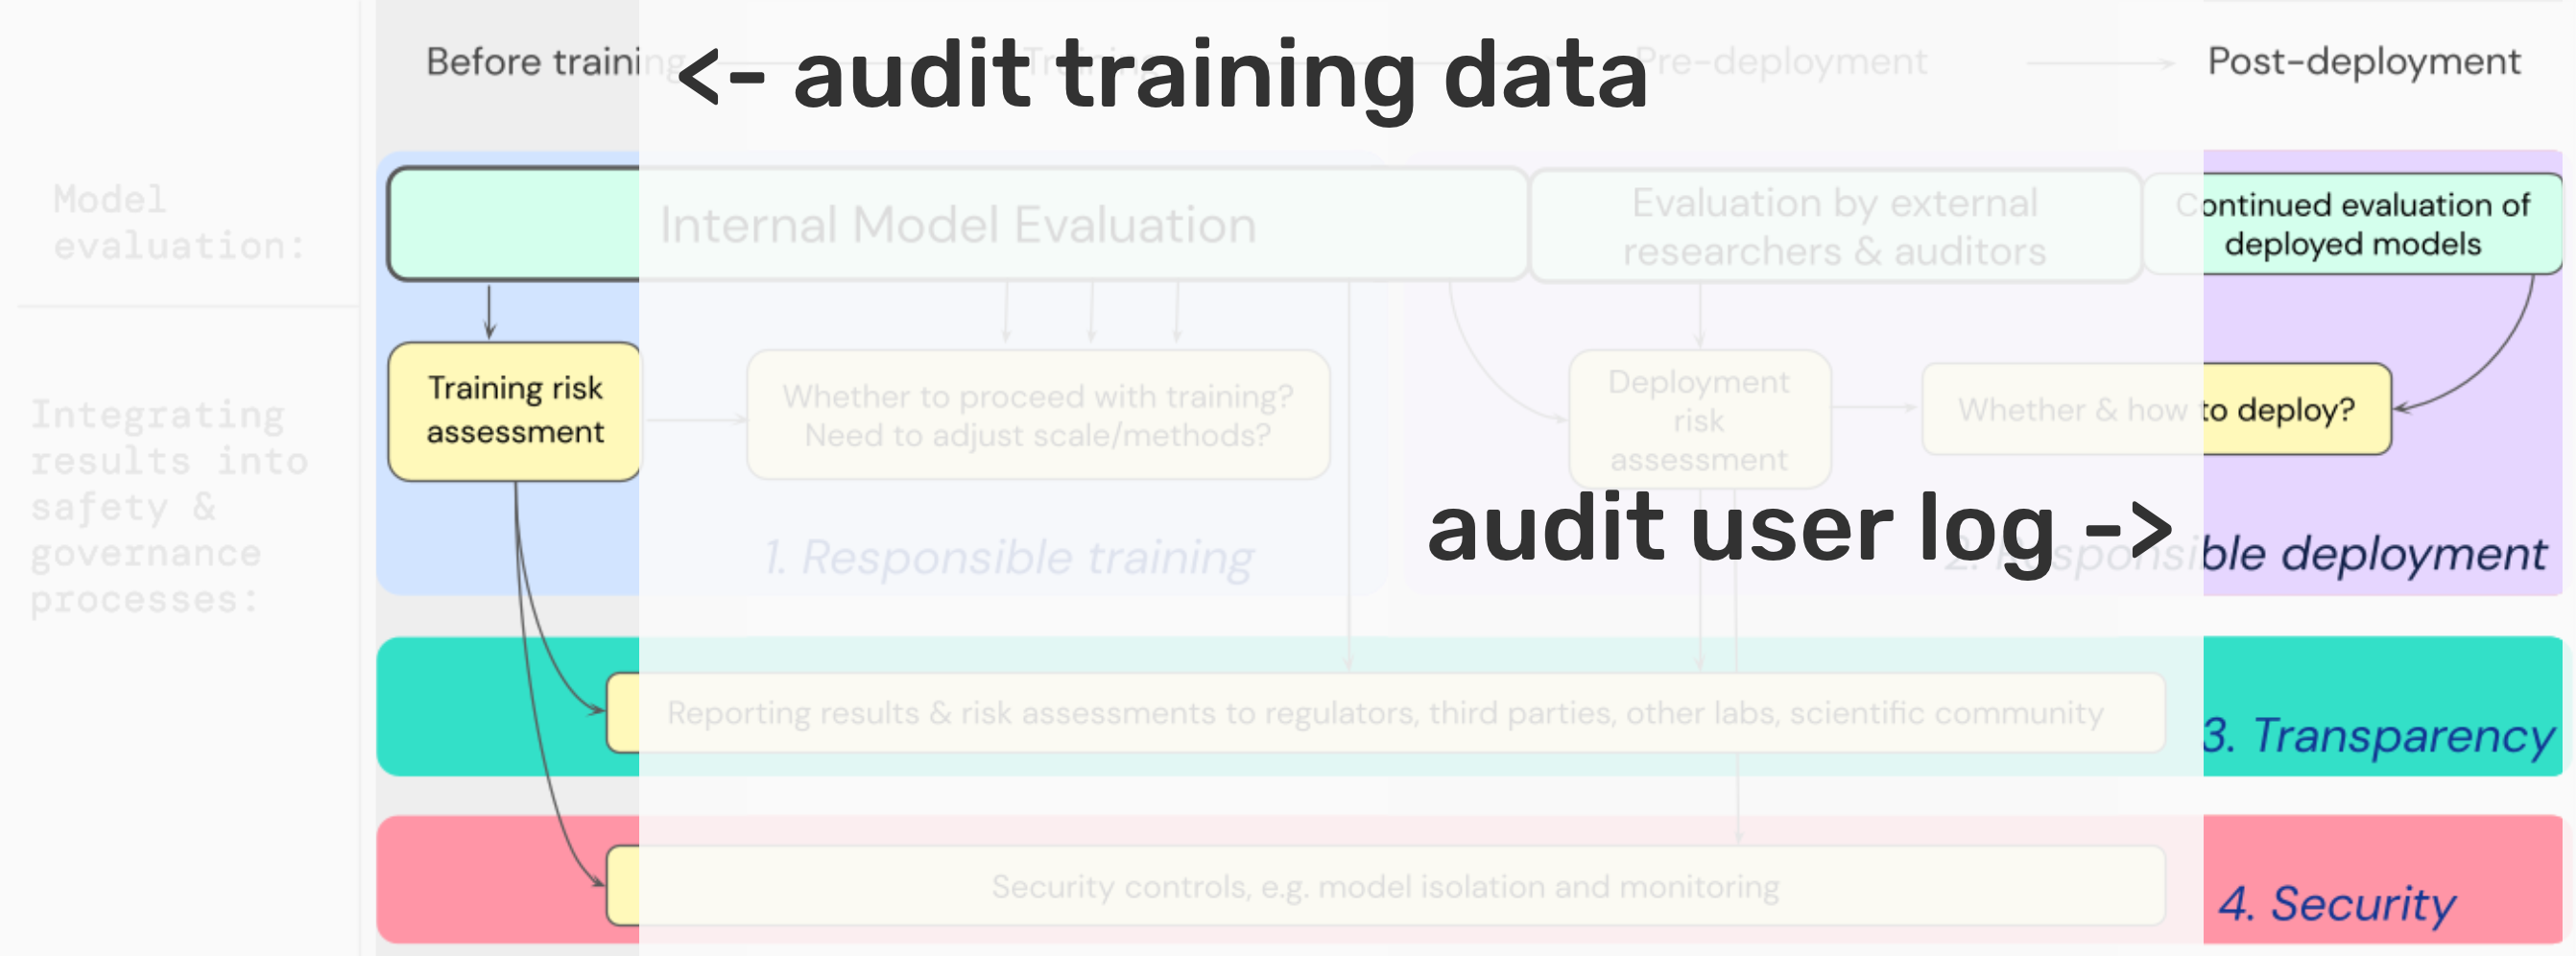 Before training
Training
Pre-deployment
Post-deployment
<- audit training data
Model
evaluation:
Internal Model Evaluation
Evaluation by external
researchers & auditors
Continued evaluation of
deployed models
Integrating
results into
safety &
governance
processes:
Training risk
assessment
Whether to proceed with training?
Need to adjust scale/methods?
Deployment
risk
assessment
Whether & how to deploy?
audit user log ->
1. Responsible training
2. Responsible deployment
Reporting results & risk assessments to regulators, third parties, other labs, scientific community
3. Transparency
Security controls, e.g. model isolation and monitoring
4. Security